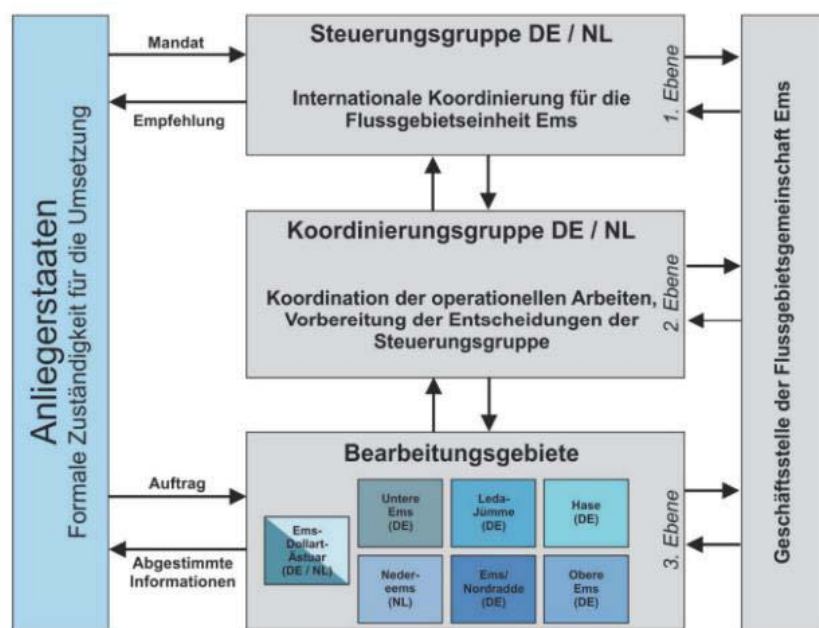 Anliegerstaaten
Formale Zuständigkeit für die Umsetzung
Mandat
Empfehlung
Steuerungsgruppe DE / NL
Internationale Koordinierung für die
Flussgebietseinheit Ems
1. Ebene
Koordinierungsgruppe DE / NL
Koordination der operationellen Arbeiten,
Vorbereitung der Entscheidungen der
Steuerungsgruppe
2. Ebene
Auftrag
Abgestimmte
Informationen
Bearbeitungsgebiete
Ems-
Dollart-
Ästuar
(DE / NL)
Untere
Ems
(DE)
Leda-
Jümme
(DE)
Hase
(DE)
Neder-
eems
(NL)
Ems/
Nordradde
(DE)
Obere
Ems
(DE)
3. Ebene
Geschäftsstelle der Flussgebietsgemeinschaft Ems